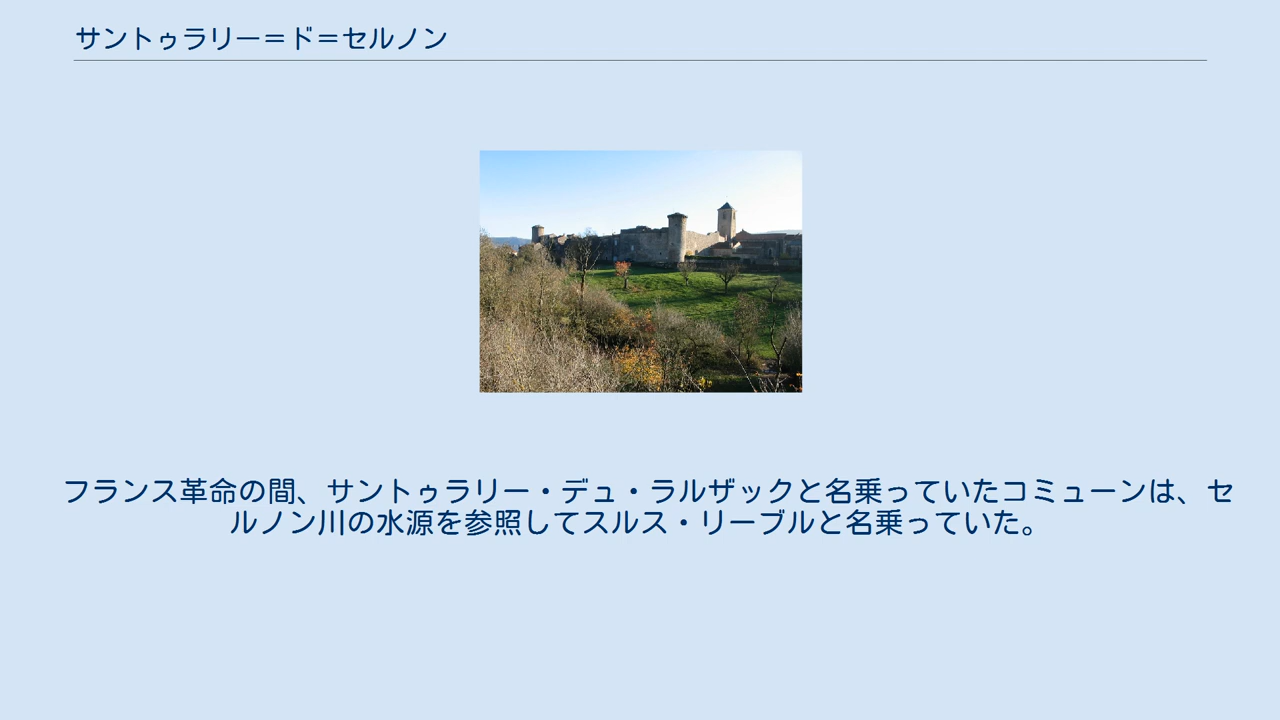 サントゥラリー＝ド＝セルノン
フランス革命の間、サントゥラリー・デュ・ラルザックと名乗っていたコミューンは、セ
ルノン川の水源を参照してスルス・リーブルと名乗っていた。